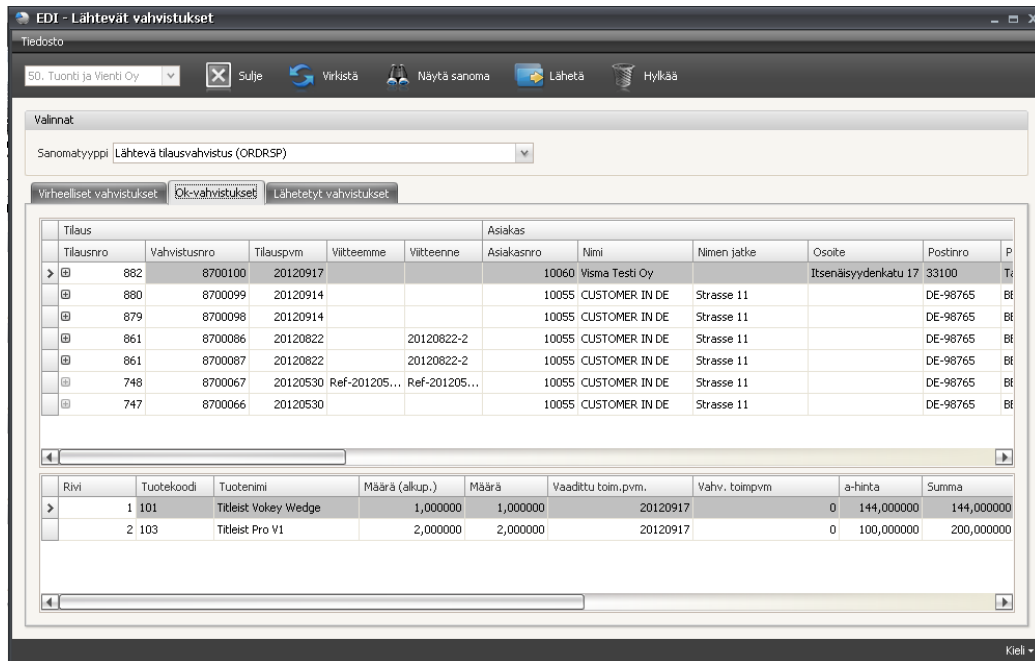 EDI - Lähtevät vahvistukset
Tiedosto
50. Tuonti ja Vienti Oy Sulje Virkistä Näytä sanoma Lähetä Hylkää
Valinnat
Sanomatyyppi Lähtevä tilausvahvistus (ORDRSP)
Virheelliset vahvistukset Ok-vahvistukset Lähetetyt vahvistukset
Tilaus Asiakas
Tilausnro Vahvistusnro Tilauspvm Viitteemme Viitteenne Asiakasnro Nimi Nimen jatke Osoite Postinro P
882 8700100 20120917 10060 Visma Testi Oy Itsenäisyydenkatu 17 33100 Ta
880 8700099 20120914 10055 CUSTOMER IN DE Strasse 11 DE-98765 BE
879 8700098 20120914 10055 CUSTOMER IN DE Strasse 11 DE-98765 BE
861 8700086 20120822 20120822-2 10055 CUSTOMER IN DE Strasse 11 DE-98765 BE
861 8700087 20120822 20120822-2 10055 CUSTOMER IN DE Strasse 11 DE-98765 BE
748 8700067 20120530 Ref-201205... Ref-201205... 10055 CUSTOMER IN DE Strasse 11 DE-98765 BE
747 8700066 20120530 10055 CUSTOMER IN DE Strasse 11 DE-98765 BE
Rivi Tuotekoodi Tuotenimi Määrä (alkup.) Määrä Vaadittu toim.pvm. Vahv. toimpvm a-hinta Summa
1 101 Titleist Vokey Wedge 1,000000 1,000000 20120917 0 144,000000 144,000000
2 103 Titleist Pro V1 2,000000 2,000000 20120917 0 100,000000 200,000000
Kieli